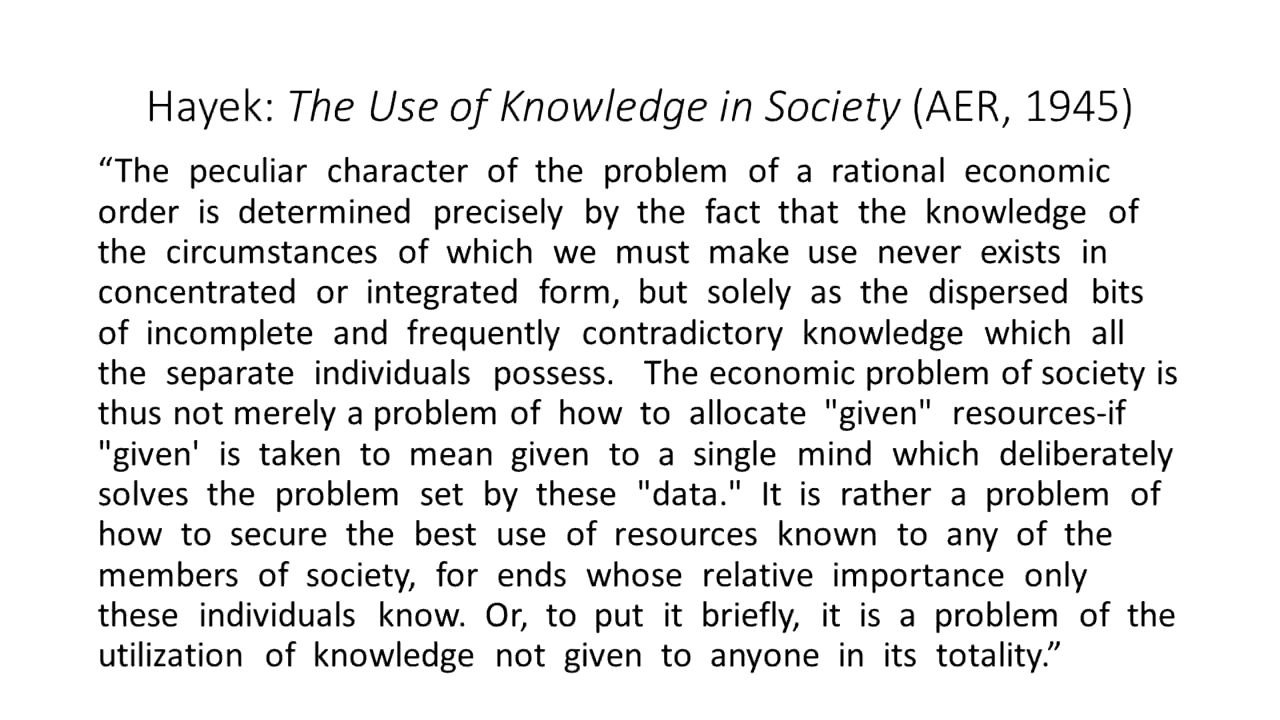 Hayek: The Use of Knowledge in Society (AER, 1945)
“The peculiar character of the problem of a rational economic
order is determined precisely by the fact that the knowledge of
the circumstances of which we must make use never exists in
concentrated or integrated form, but solely as the dispersed bits
of incomplete and frequently contradictory knowledge which all
the separate individuals possess. The economic problem of society is
thus not merely a problem of how to allocate "given" resources-if
"given' is taken to mean given to a single mind which deliberately
solves the problem set by these "data." It is rather a problem of
how to secure the best use of resources known to any of the
members of society, for ends whose relative importance only
these individuals know. Or, to put it briefly, it is a problem of the
utilization of knowledge not given to anyone in its totality.”